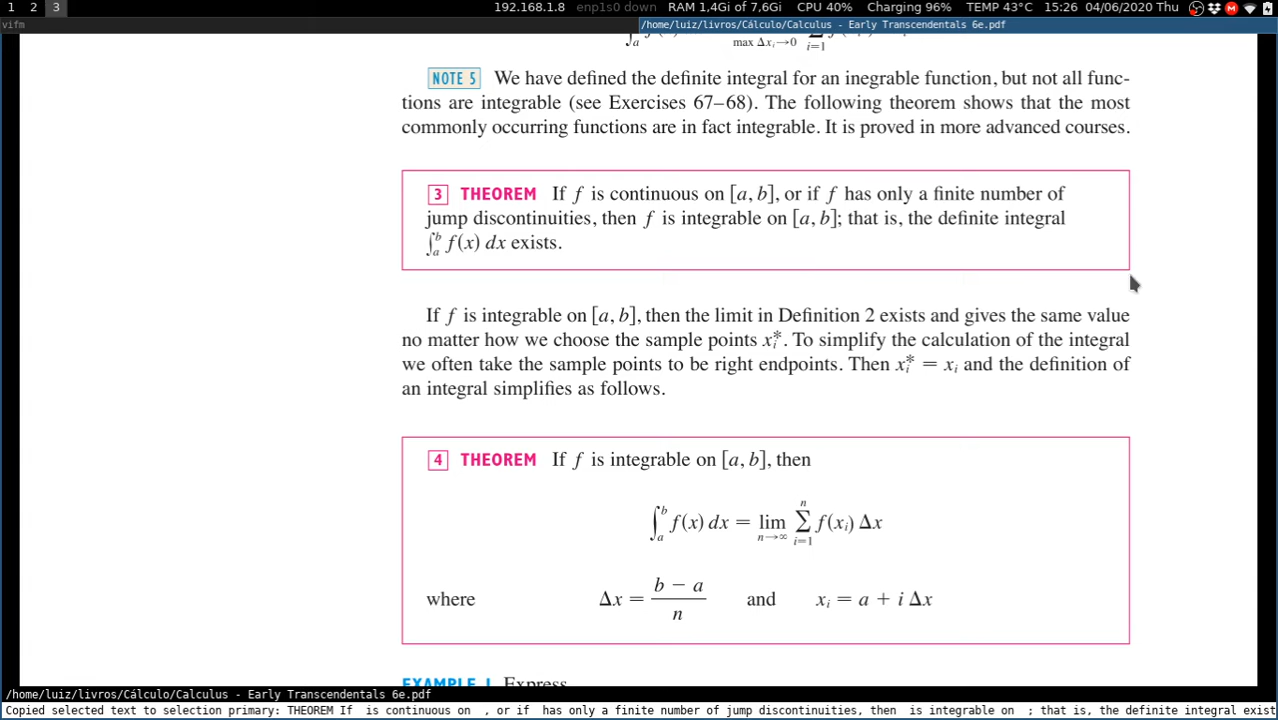 1 2 3 192.168.1.8 enp1s0 down RAM 1,4Gi of 7,6Gi CPU 40% Charging 96% TEMP 43°C 15:26 04/06/2020 Thu
vifm /home/luiz/livros/Cálculo/Calculus - Early Transcendentals 6e.pdf
max Δxᵢ→0 i=1
NOTE 5 We have defined the definite integral for an inegrable function, but not all func-
tions are integrable (see Exercises 67–68). The following theorem shows that the most
commonly occurring functions are in fact integrable. It is proved in more advanced courses.
3 THEOREM If f is continuous on [a, b], or if f has only a finite number of
jump discontinuities, then f is integrable on [a, b]; that is, the definite integral
∫ₐᵇ f(x) dx exists.
If f is integrable on [a, b], then the limit in Definition 2 exists and gives the same value
no matter how we choose the sample points xᵢ*. To simplify the calculation of the integral
we often take the sample points to be right endpoints. Then xᵢ* = xᵢ and the definition of
an integral simplifies as follows.
4 THEOREM If f is integrable on [a, b], then
∫ₐᵇ f(x) dx = lim n→∞ Σ i=1 n f(xᵢ) Δx
where Δx = (b − a)/n and xᵢ = a + i Δx
EXAMPLE 1 Express
/home/luiz/livros/Cálculo/Calculus - Early Transcendentals 6e.pdf
Copied selected text to selection primary: THEOREM If is continuous on , or if has only a finite number of jump discontinuities, then is integrable on ; that is, the definite integral exist